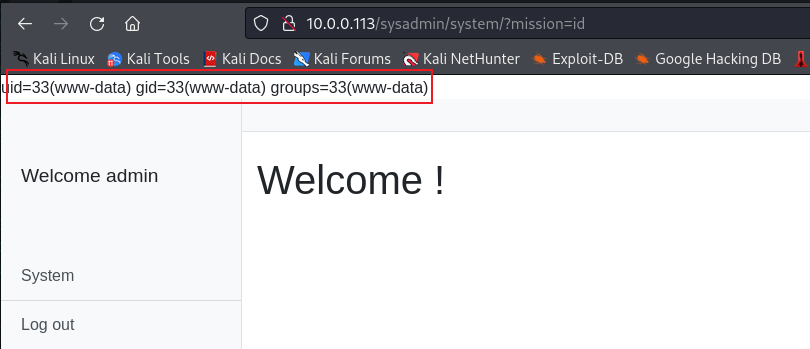 10.0.0.113/sysadmin/system/?mission=id
Kali Linux Kali Tools Kali Docs Kali Forums Kali NetHunter Exploit-DB Google Hacking DB
uid=33(www-data) gid=33(www-data) groups=33(www-data)
Welcome admin
Welcome !
System
Log out